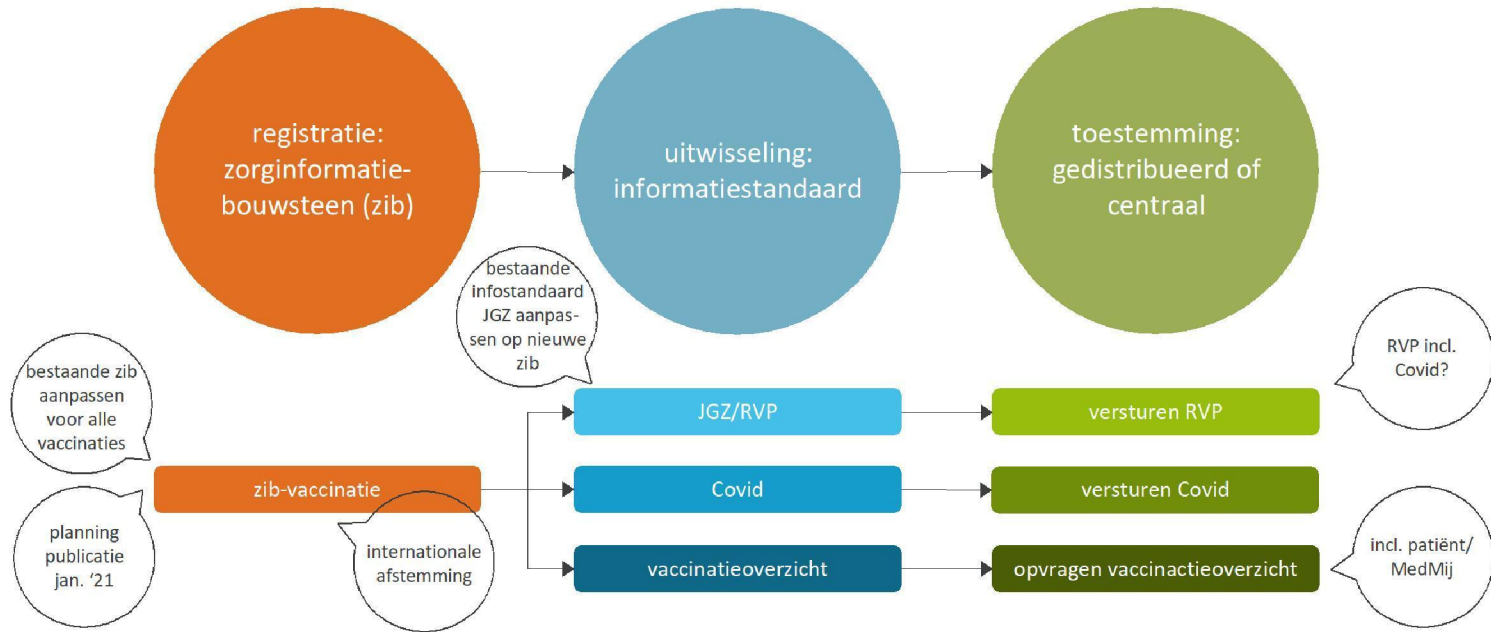 registratie:
zorginformatie-
bouwsteen (zib)
uitwisseling:
informatiestandaard
toestemming:
gedistribueerd of
centraal
bestaande
infostandaard
JGZ aanpas-
sen op nieuwe
zib
RVP incl.
Covid?
bestaande zib
aanpassen
voor alle
vaccinaties
JGZ/RVP
versturen RVP
zib-vaccinatie
Covid
versturen Covid
planning
publicatie
jan. ‘21
internationale
afstemming
vaccinatieoverzicht
opvragen vaccinactieoverzicht
incl. patiënt/
MedMij